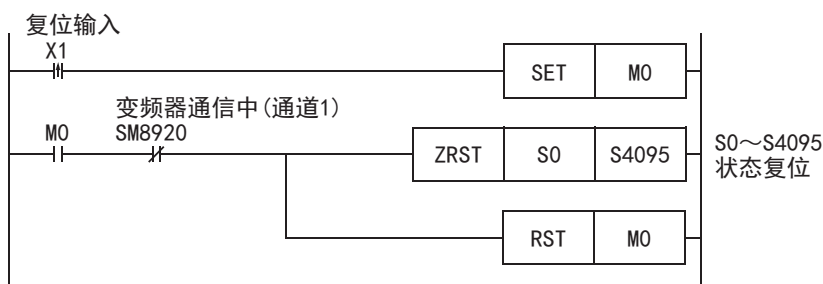 复位输入
X1
SET M0
变频器通信中(通道1)
M0 SM8920
ZRST S0 S4095
S0～S4095
状态复位
RST M0